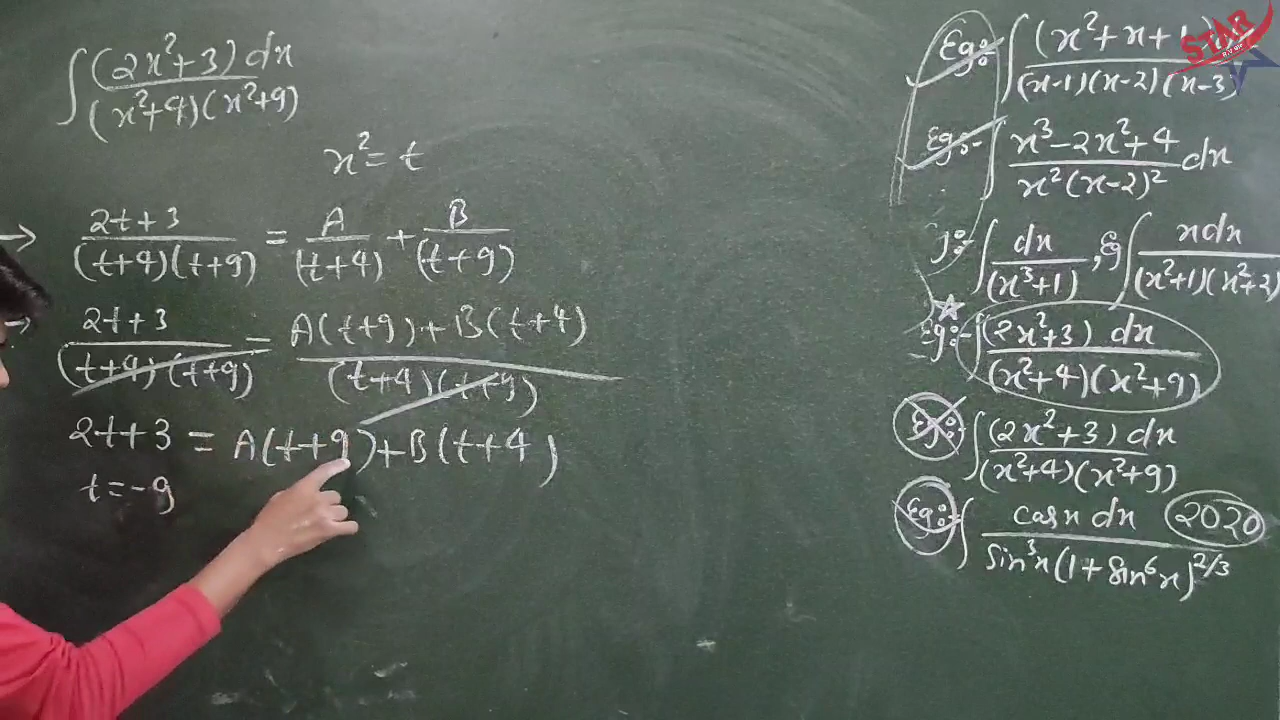 ∫ (2x²+3) dx / (x²+4)(x²+9)
x² = t
→ 2t+3 / (t+4)(t+9) = A / (t+4) + B / (t+9)
→ 2t+3 / (t+4)(t+9) = A(t+9)+B(t+4) / (t+4)(t+9)
2t+3 = A(t+9)+B(t+4)
t=-9
Eg:- ∫ (x²+x+1) / (x-1)(x-2)(x-3)
Eg:- ∫ x³-2x²+4 / x²(x-2)² dx
g:- ∫ dx / (x³+1) , Eg ∫ xdx / (x²+1)(x²+2)
Eg:- ∫ (2x²+3) dx / (x²+4)(x²+9)
Eg:- ∫ (2x²+3) dx / (x²+4)(x²+9)
Eg:- ∫ cosx dx / sin³x(1+sin⁶x)^2/3 2020
STAR